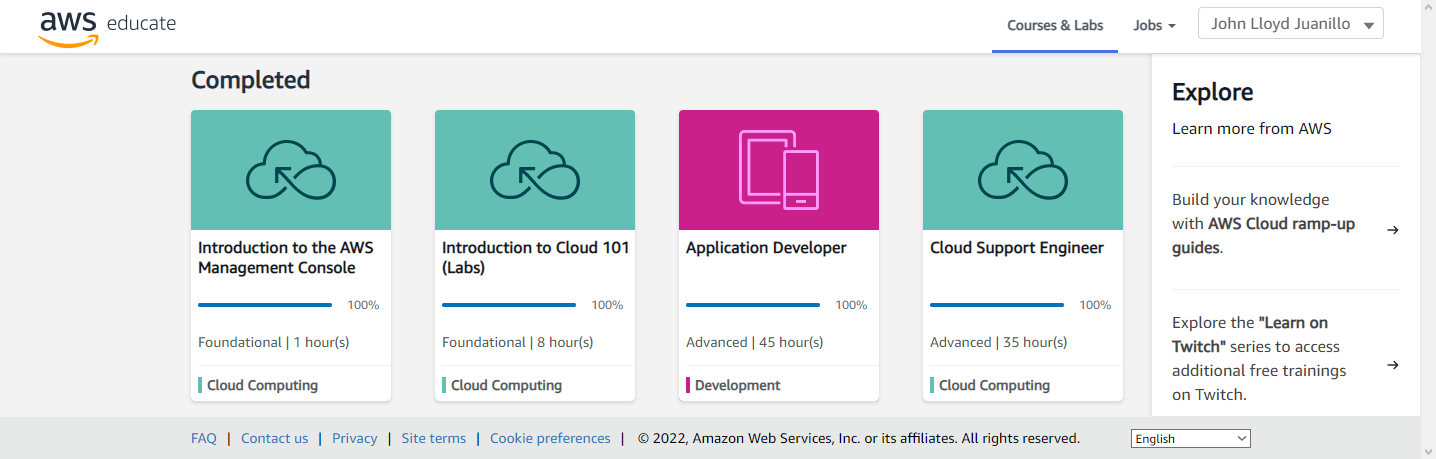 aws educate
Courses & Labs
Jobs
John Lloyd Juanillo
Completed
Introduction to the AWS
Management Console
100%
Foundational | 1 hour(s)
Cloud Computing
Introduction to Cloud 101
(Labs)
100%
Foundational | 8 hour(s)
Cloud Computing
Application Developer
100%
Advanced | 45 hour(s)
Development
Cloud Support Engineer
100%
Advanced | 35 hour(s)
Cloud Computing
Explore
Learn more from AWS
Build your knowledge
with AWS Cloud ramp-up
guides.
Explore the "Learn on
Twitch" series to access
additional free trainings
on Twitch.
FAQ | Contact us | Privacy | Site terms | Cookie preferences | © 2022, Amazon Web Services, Inc. or its affiliates. All rights reserved.
English